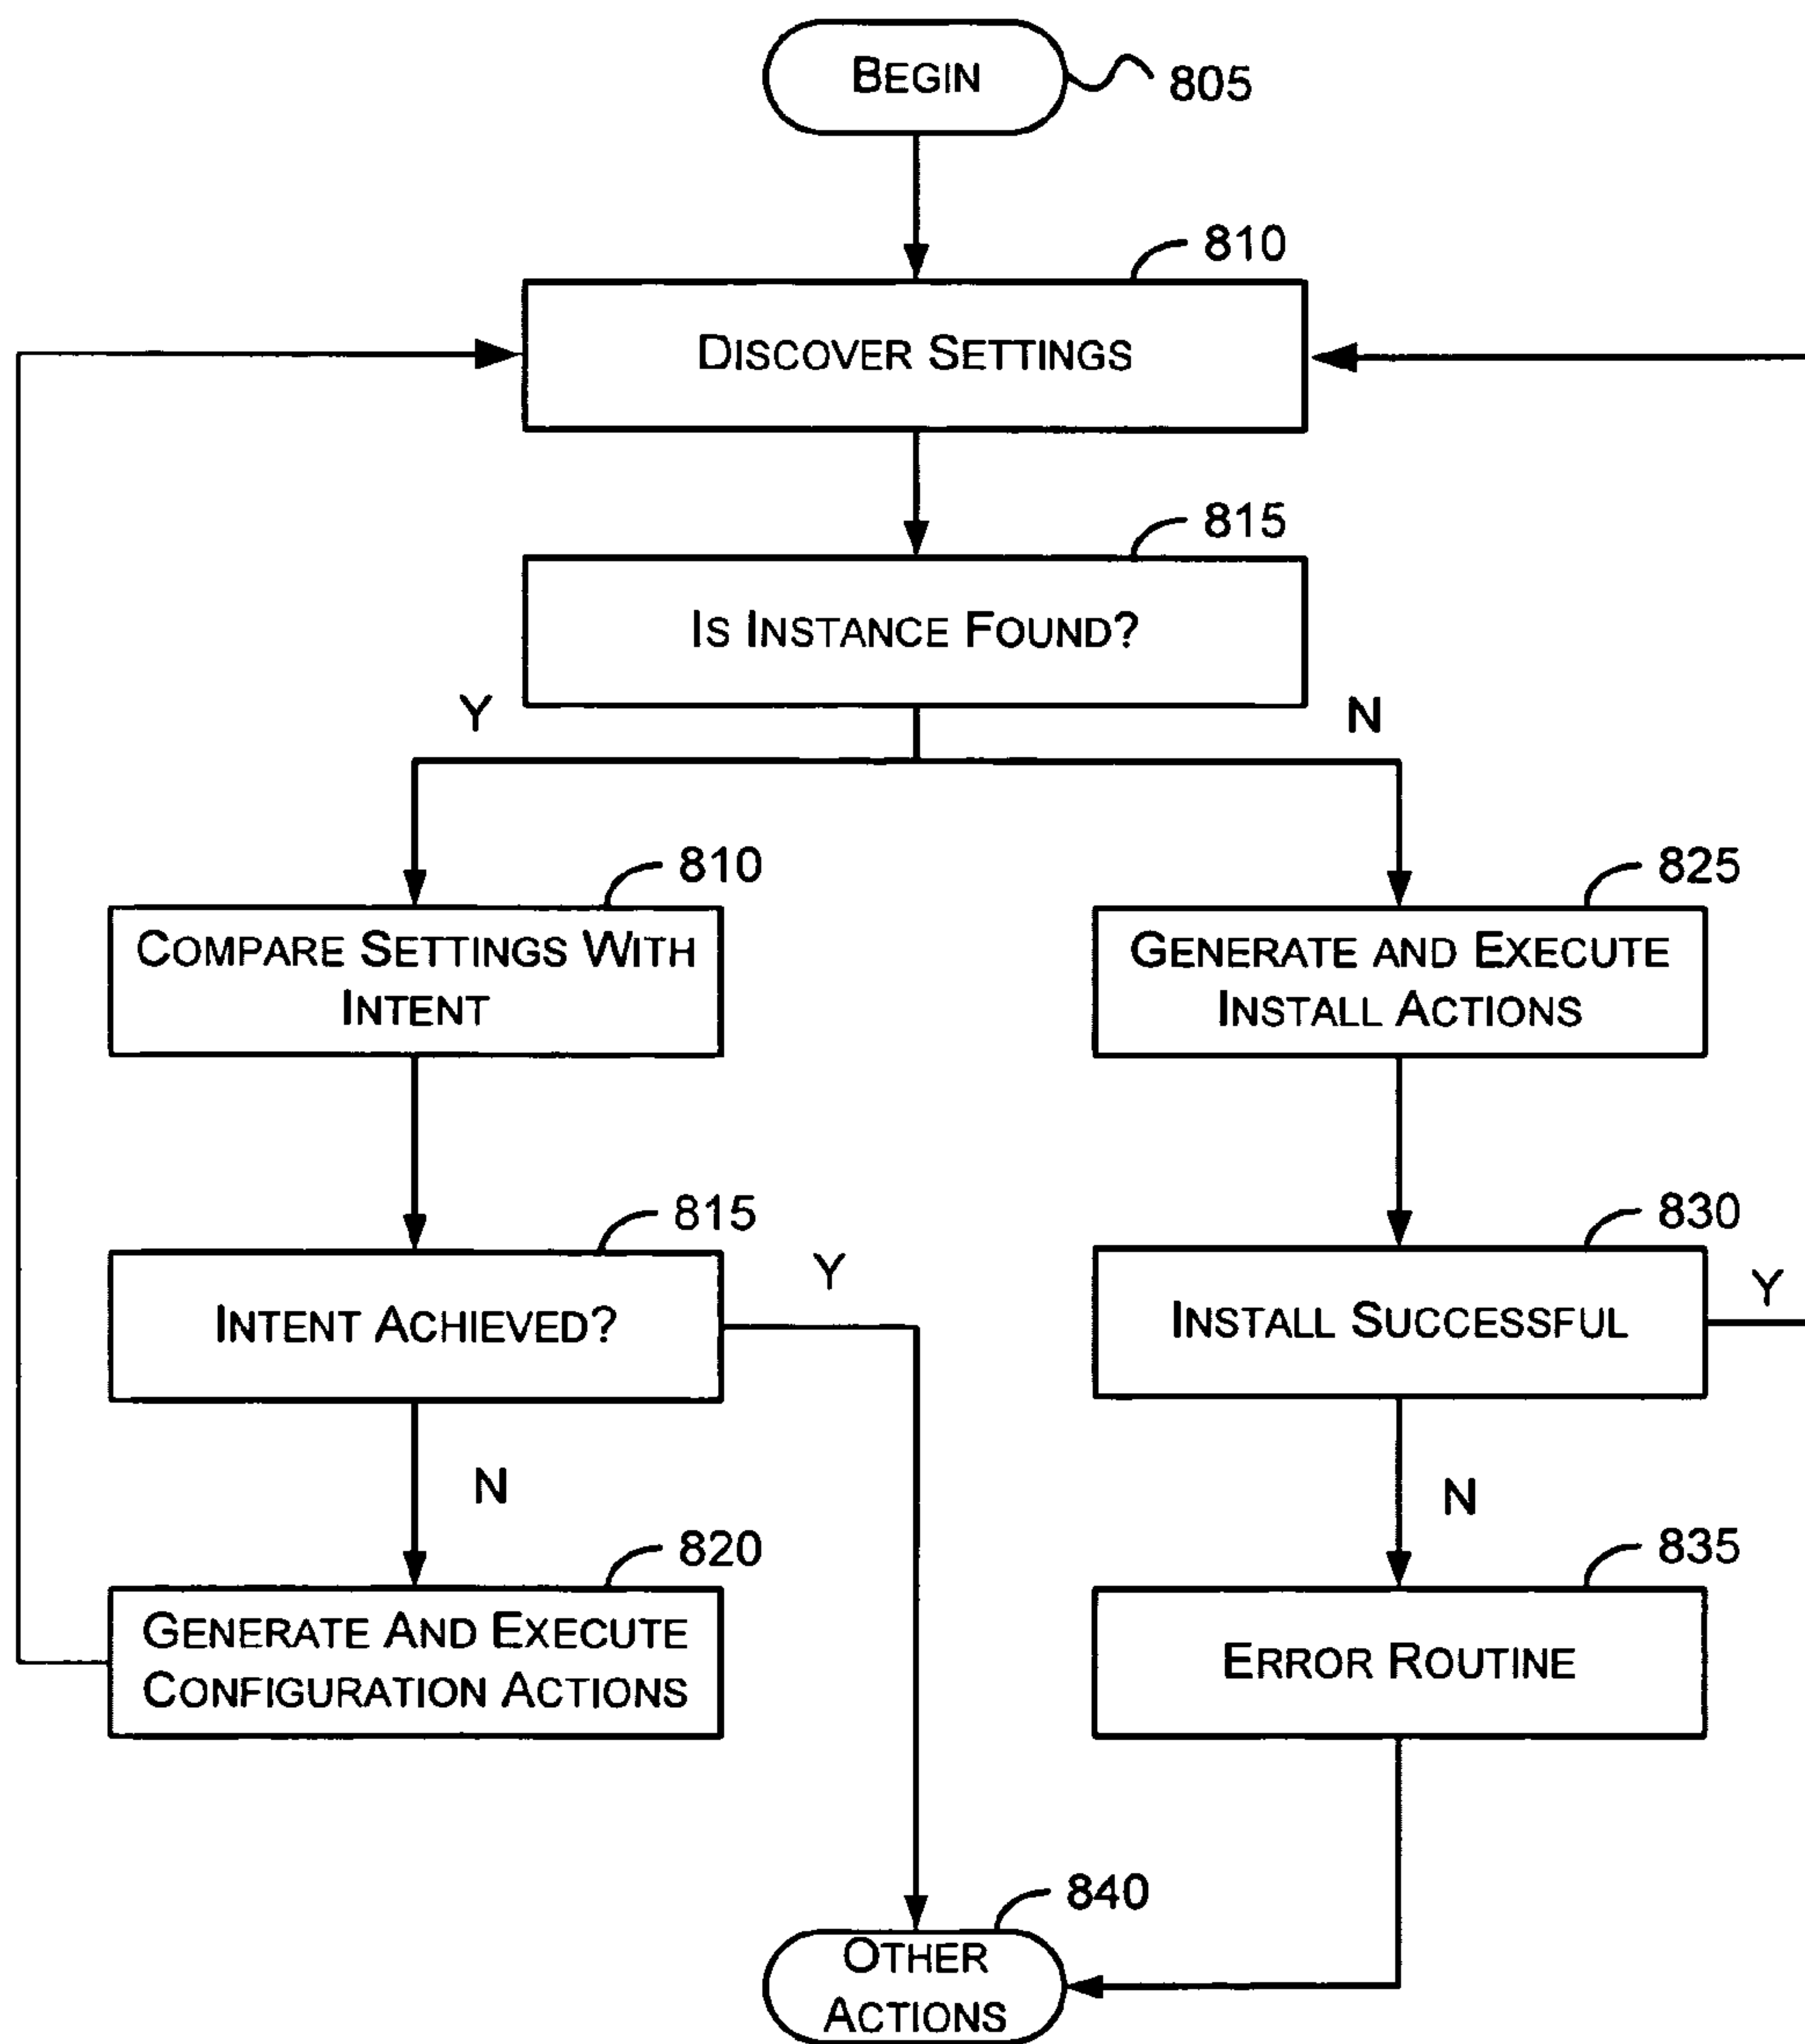 BEGIN
805
810
DISCOVER SETTINGS
815
IS INSTANCE FOUND?
Y
N
810
COMPARE SETTINGS WITH
INTENT
825
GENERATE AND EXECUTE
INSTALL ACTIONS
815
INTENT ACHIEVED?
Y
830
INSTALL SUCCESSFUL
Y
N
N
820
GENERATE AND EXECUTE
CONFIGURATION ACTIONS
835
ERROR ROUTINE
840
OTHER
ACTIONS